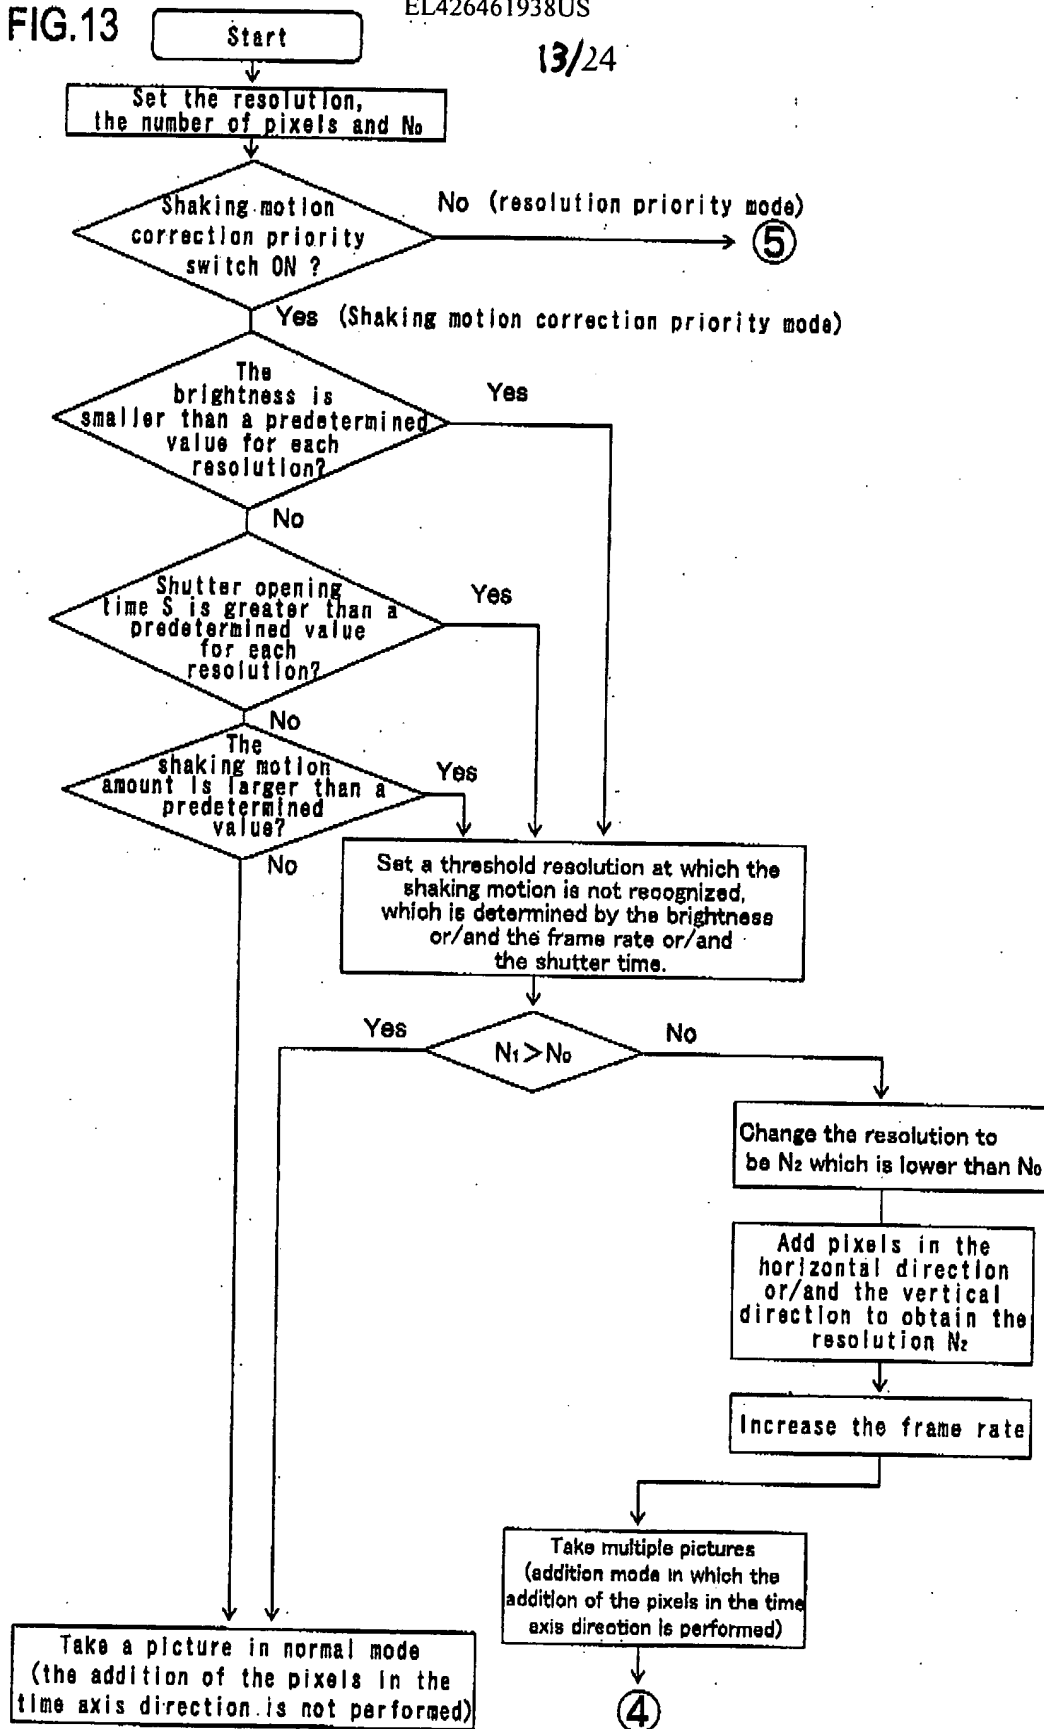 FIG.13
EL426461938US
13/24
Start
Set the resolution,
the number of pixels and N₀
Shaking motion
correction priority
switch ON ?
No (resolution priority mode)
⑤
Yes (Shaking motion correction priority mode)
The
brightness is
smaller than a predetermined
value for each
resolution?
Yes
No
Shutter opening
time S is greater than a
predetermined value
for each
resolution?
Yes
No
The
shaking motion
amount is larger than a
predetermined
value?
Yes
No
Set a threshold resolution at which the
shaking motion is not recognized,
which is determined by the brightness
or/and the frame rate or/and
the shutter time.
Yes
N₁>N₀
No
Change the resolution to
be N₂ which is lower than N₀
Add pixels in the
horizontal direction
or/and the vertical
direction to obtain the
resolution N₂
Increase the frame rate
Take multiple pictures
(addition mode in which the
addition of the pixels in the time
axis direction is performed)
④
Take a picture in normal mode
(the addition of the pixels in the
time axis direction is not performed)